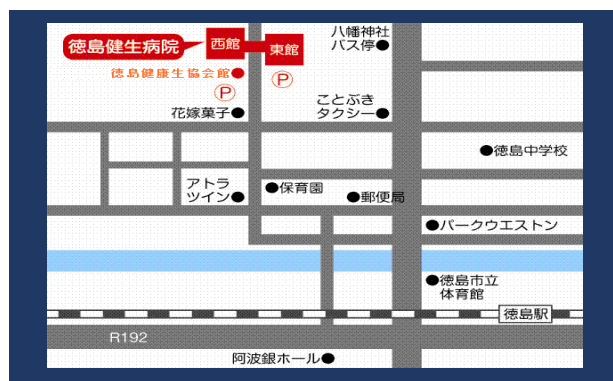 徳島健生病院
西館
東館
八幡神社
バス停
徳島健康生協会館
P
P
花嫁菓子
ことぶき
タクシー
徳島中学校
アトラ
ツイン
保育園
郵便局
パークウエストン
徳島市立
体育館
徳島駅
R192
阿波銀ホール